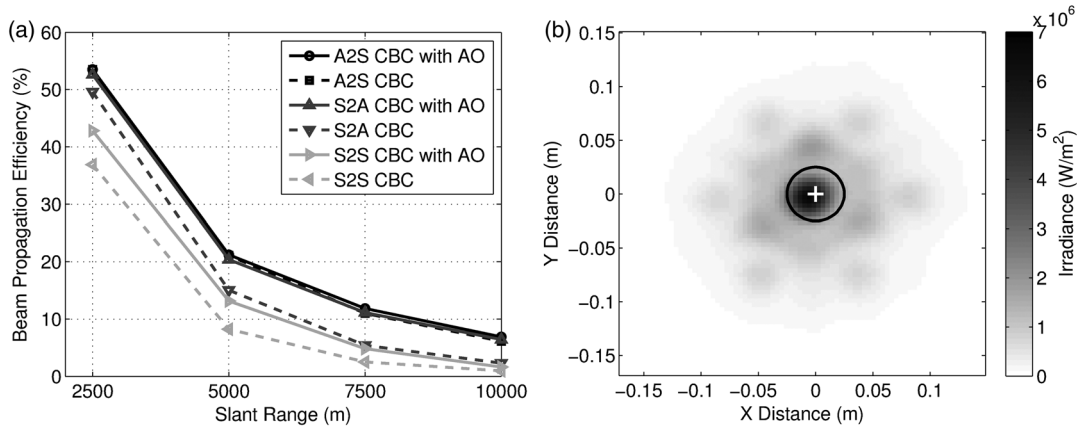 (a)
60
50
40
30
20
10
0
Beam Propagation Efficiency (%)
2500 5000 7500 10000
Slant Range (m)
A2S CBC with AO
A2S CBC
S2A CBC with AO
S2A CBC
S2S CBC with AO
S2S CBC
(b)
0.15
0.1
0.05
0
−0.05
−0.1
−0.15
Y Distance (m)
−0.15 −0.1 −0.05 0 0.05 0.1
X Distance (m)
x 10⁶
7
6
5
4
3
2
1
0
Irradiance (W/m²)